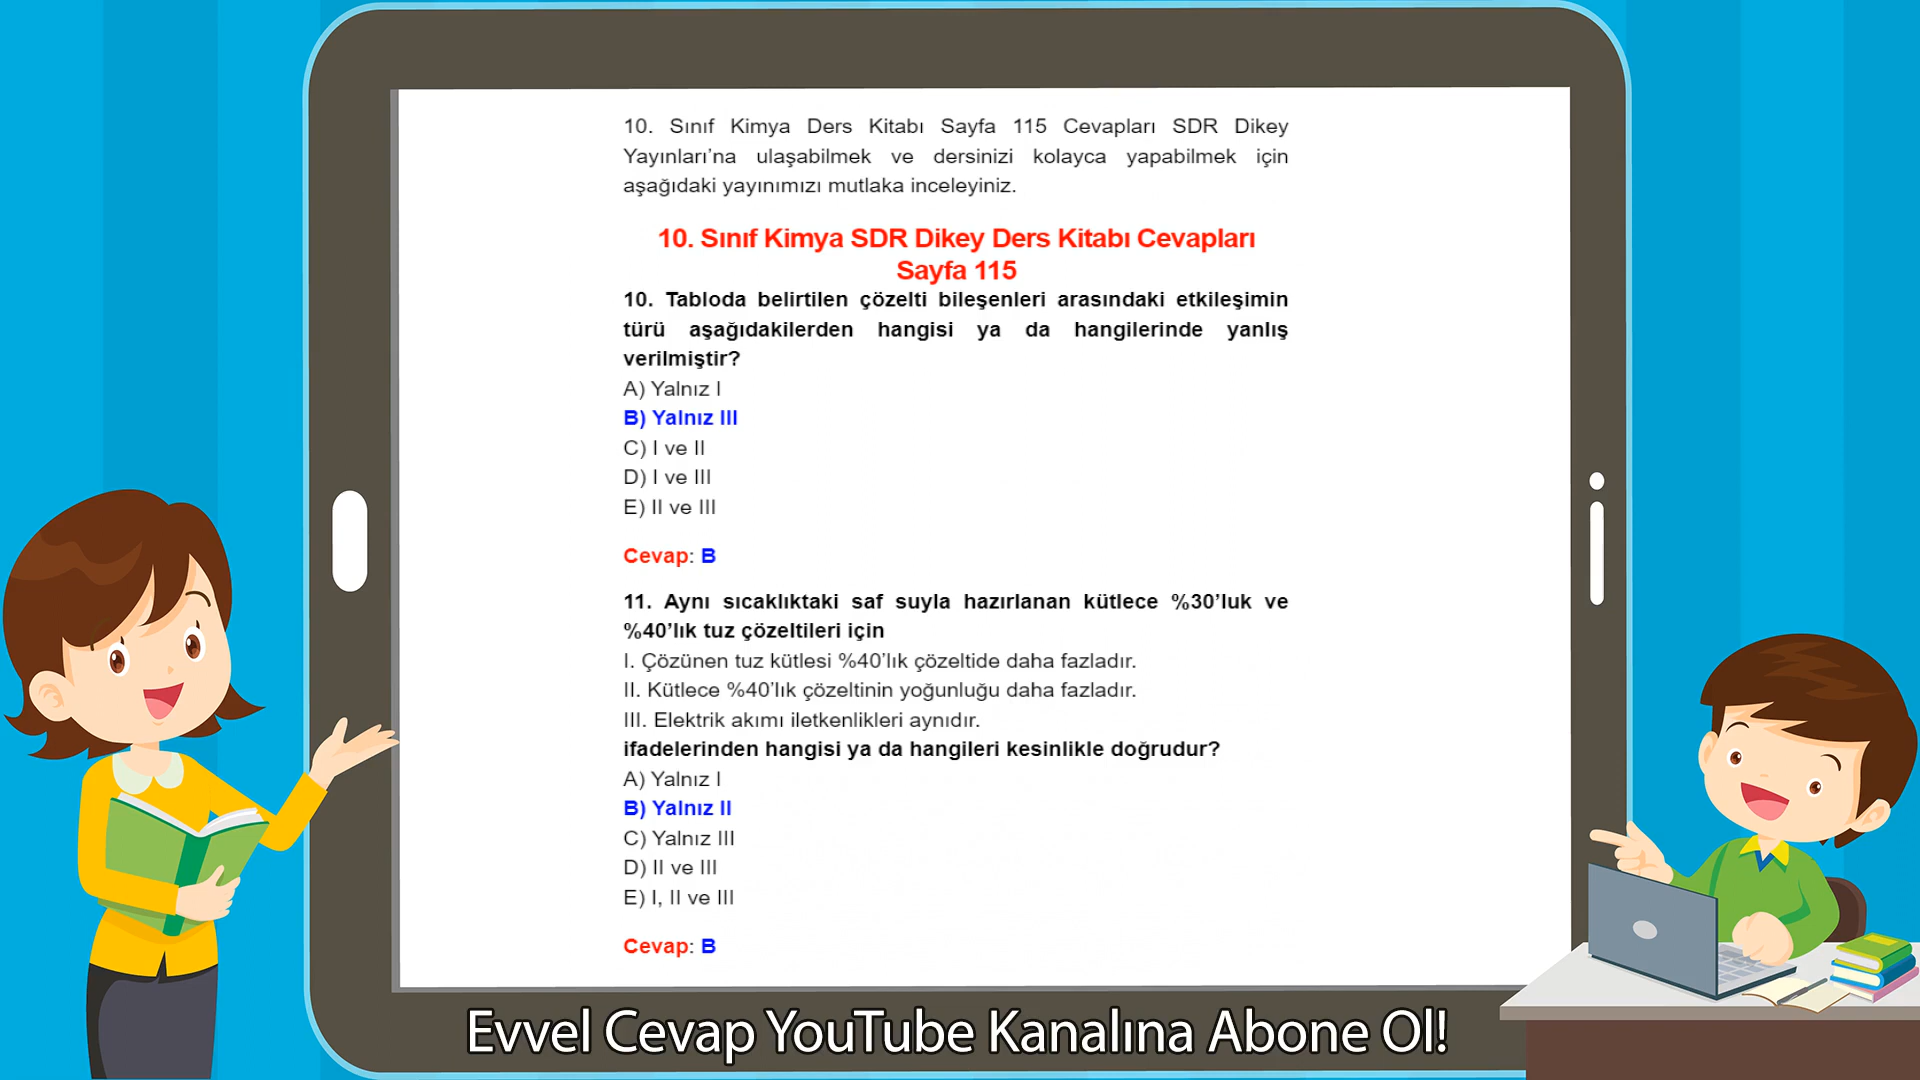 10. Sınıf Kimya Ders Kitabı Sayfa 115 Cevapları SDR Dikey
Yayınları’na ulaşabilmek ve dersinizi kolayca yapabilmek için
aşağıdaki yayınımızı mutlaka inceleyiniz.
10. Sınıf Kimya SDR Dikey Ders Kitabı Cevapları
Sayfa 115
10. Tabloda belirtilen çözelti bileşenleri arasındaki etkileşimin
türü aşağıdakilerden hangisi ya da hangilerinde yanlış
verilmiştir?
A) Yalnız I
B) Yalnız III
C) I ve II
D) I ve III
E) II ve III
Cevap: B
11. Aynı sıcaklıktaki saf suyla hazırlanan kütlece %30’luk ve
%40’lık tuz çözeltileri için
I. Çözünen tuz kütlesi %40’lık çözeltide daha fazladır.
II. Kütlece %40’lık çözeltinin yoğunluğu daha fazladır.
III. Elektrik akımı iletkenlikleri aynıdır.
ifadelerinden hangisi ya da hangileri kesinlikle doğrudur?
A) Yalnız I
B) Yalnız II
C) Yalnız III
D) II ve III
E) I, II ve III
Cevap: B
Evvel Cevap YouTube Kanalına Abone Ol!